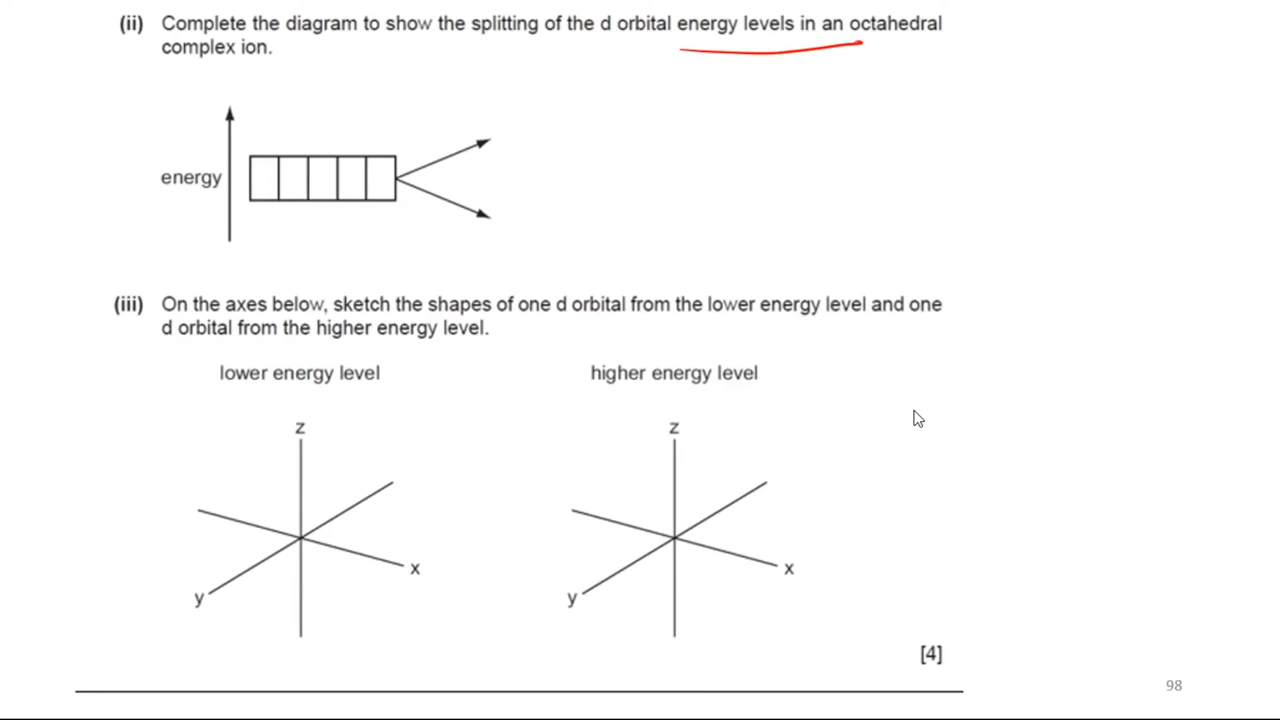 (ii) Complete the diagram to show the splitting of the d orbital energy levels in an octahedral
complex ion.
energy
(iii) On the axes below, sketch the shapes of one d orbital from the lower energy level and one
d orbital from the higher energy level.
lower energy level
higher energy level
z
z
x
x
y
y
[4]
98